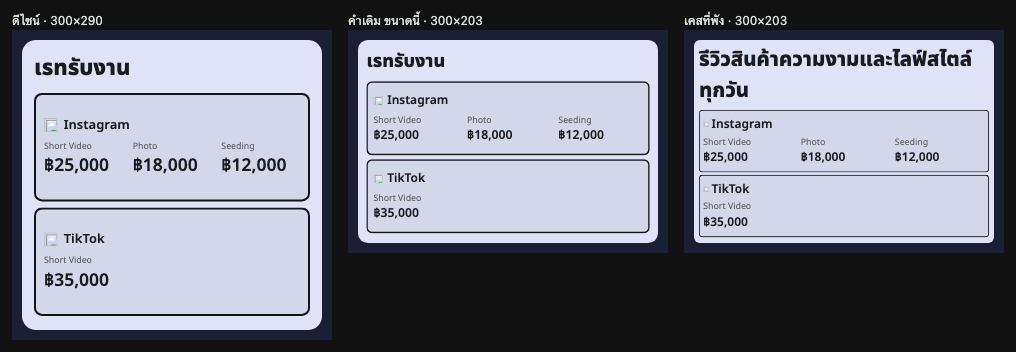 ดีไซน์ · 300×290
เรทรับงาน
Instagram
Short Video Photo Seeding
฿25,000 ฿18,000 ฿12,000
TikTok
Short Video
฿35,000
คำเดิม ขนาดนี้ · 300×203
เรทรับงาน
Instagram
Short Video Photo Seeding
฿25,000 ฿18,000 ฿12,000
TikTok
Short Video
฿35,000
เคสที่พัง · 300×203
รีวิวสินค้าความงามและไลฟ์สไตล์
ทุกวัน
Instagram
Short Video Photo Seeding
฿25,000 ฿18,000 ฿12,000
TikTok
Short Video
฿35,000